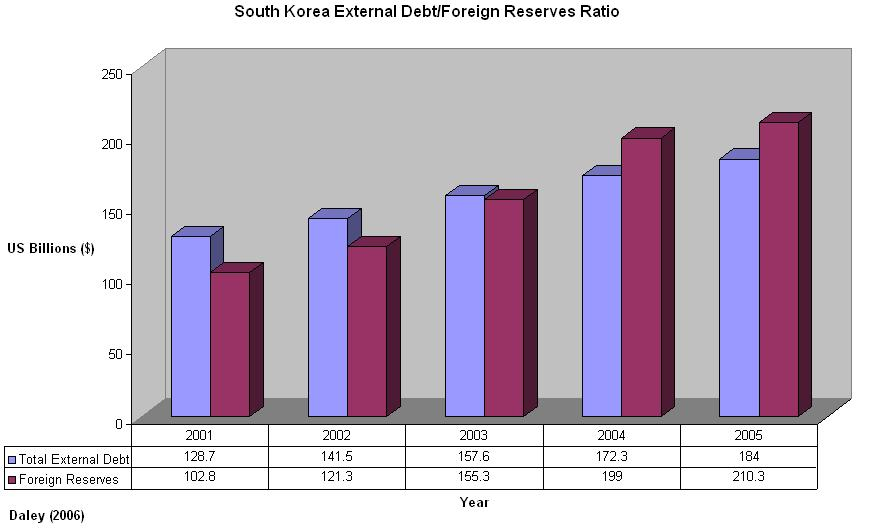 South Korea External Debt/Foreign Reserves Ratio
250
200
150
100
50
0
US Billions ($)
2001 2002 2003 2004 2005
Total External Debt 128.7 141.5 157.6 172.3 184
Foreign Reserves 102.8 121.3 155.3 199 210.3
Year
Daley (2006)